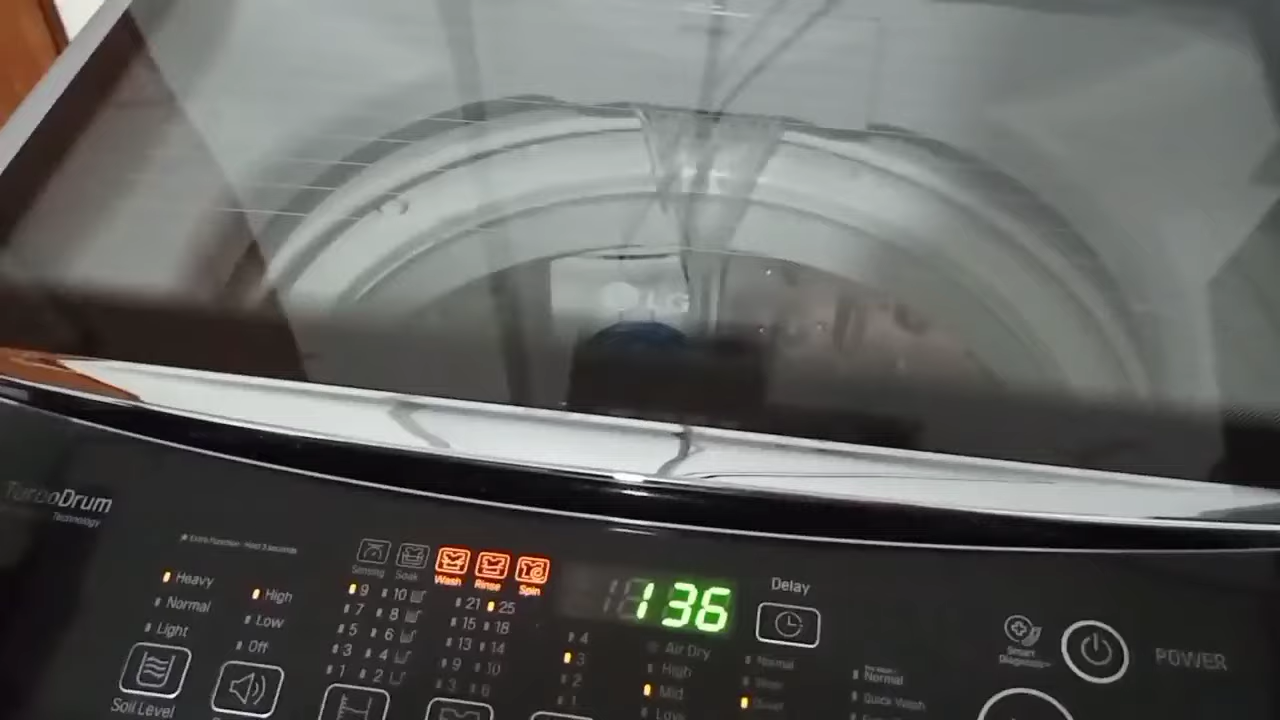 LG
TurboDrum
Technology
★ Extra Function : Hold 3 seconds
Sensing Soak Wash Rinse Spin
136
Delay
Heavy
Normal
Light
High
Low
Off
9 10
7 8
5 6
3 4
1 2
21 25
15 18
13 14
9 10
3 6
4
3
2
1
Air Dry
High
Mid
Low
Normal
Normal
Quick Wash
Smart
Diagnosis
POWER
Soil Level